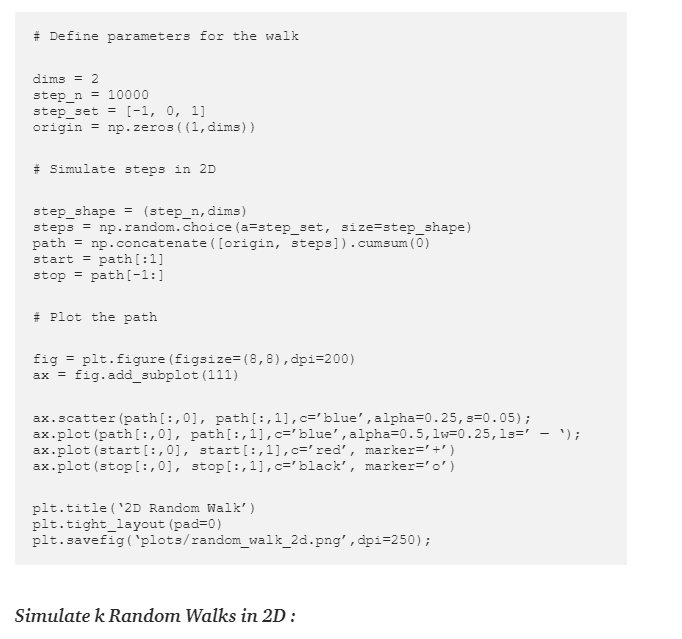 # Define parameters for the walk
dims = 2
step_n = 10000
step_set = [-1, 0, 1]
origin = np.zeros((1,dims))
# Simulate steps in 2D
step_shape = (step_n,dims)
steps = np.random.choice(a=step_set, size=step_shape)
path = np.concatenate([origin, steps]).cumsum(0)
start = path[:1]
stop = path[-1:]
# Plot the path
fig = plt.figure(figsize=(8,8),dpi=200)
ax = fig.add_subplot(111)
ax.scatter(path[:,0], path[:,1],c=’blue’,alpha=0.25,s=0.05);
ax.plot(path[:,0], path[:,1],c=’blue’,alpha=0.5,lw=0.25,ls=’ — ‘);
ax.plot(start[:,0], start[:,1],c=’red’, marker=’+’)
ax.plot(stop[:,0], stop[:,1],c=’black’, marker=’o’)
plt.title(‘2D Random Walk’)
plt.tight_layout(pad=0)
plt.savefig(‘plots/random_walk_2d.png’,dpi=250);
Simulate k Random Walks in 2D :